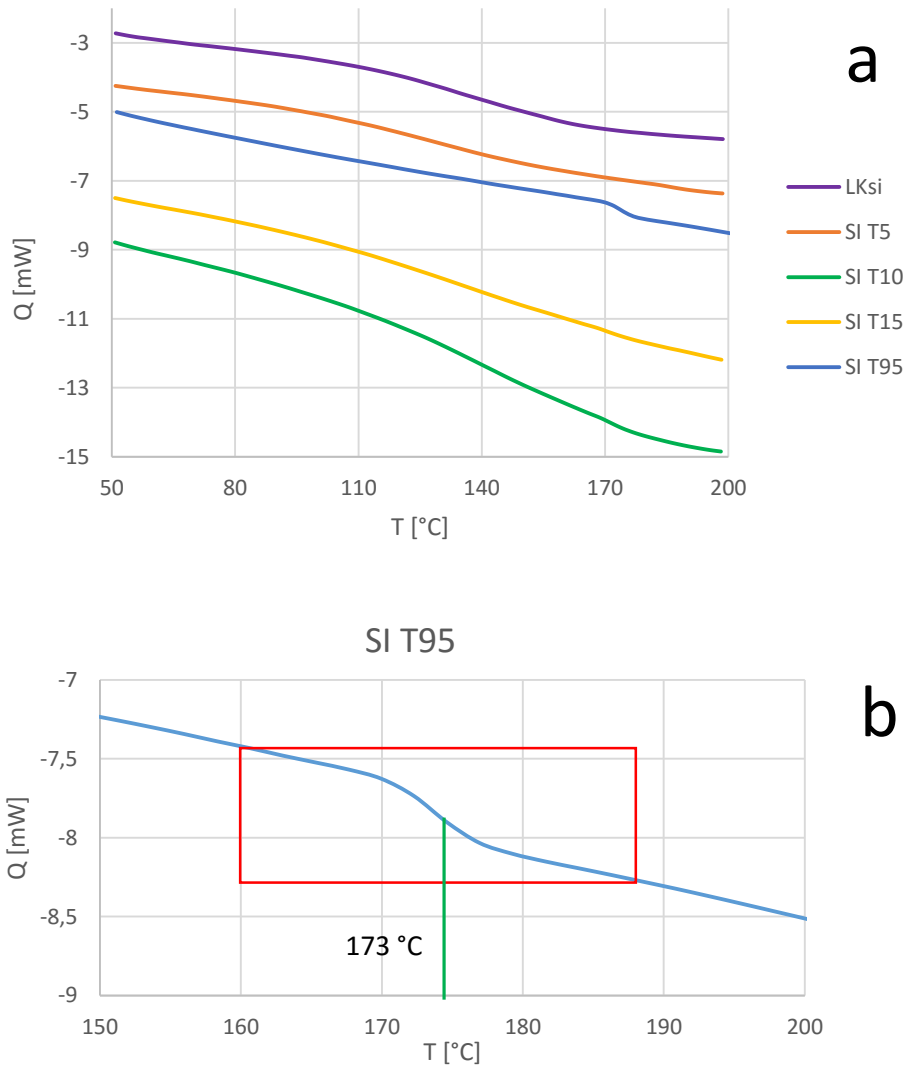 a
-3
-5
-7
-9
-11
-13
-15
Q [mW]
50 80 110 140 170 200
T [°C]
LKsi
SI T5
SI T10
SI T15
SI T95
SI T95
b
-7
-7,5
-8
-8,5
-9
Q [mW]
173 °C
150 160 170 180 190 200
T [°C]